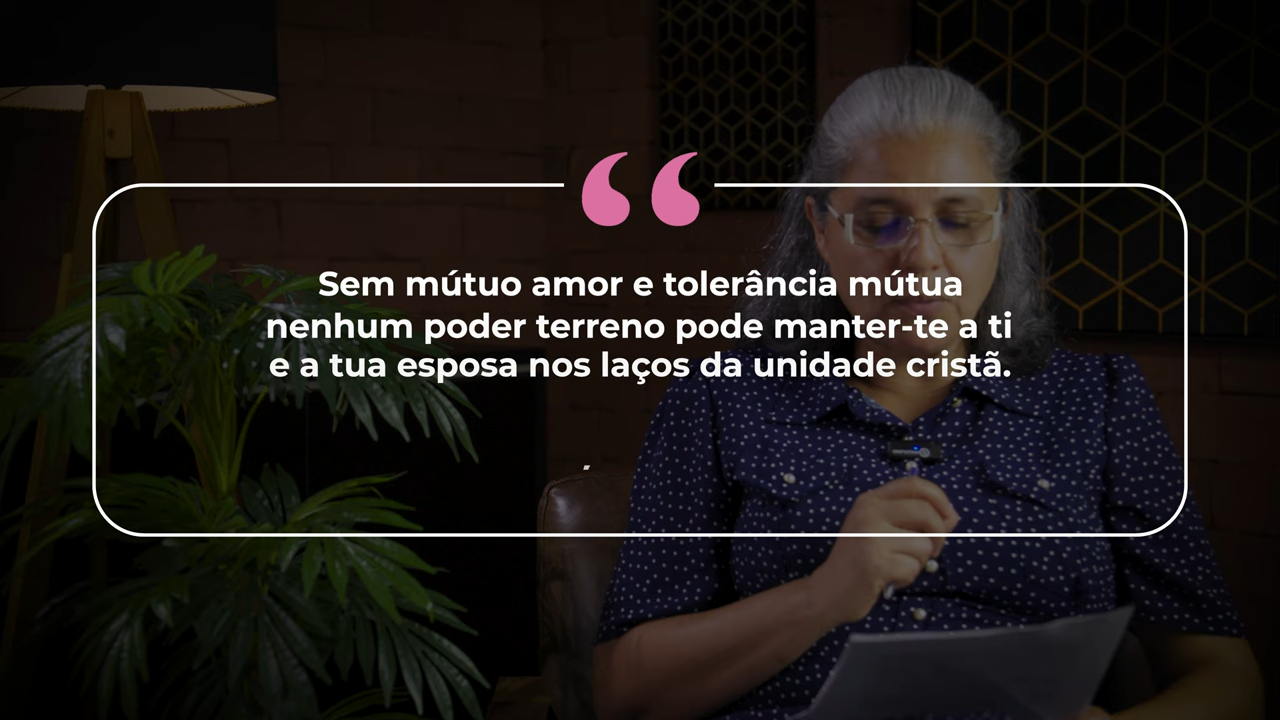 Sem mútuo amor e tolerância mútua
nenhum poder terreno pode manter-te a ti
e a tua esposa nos laços da unidade cristã.